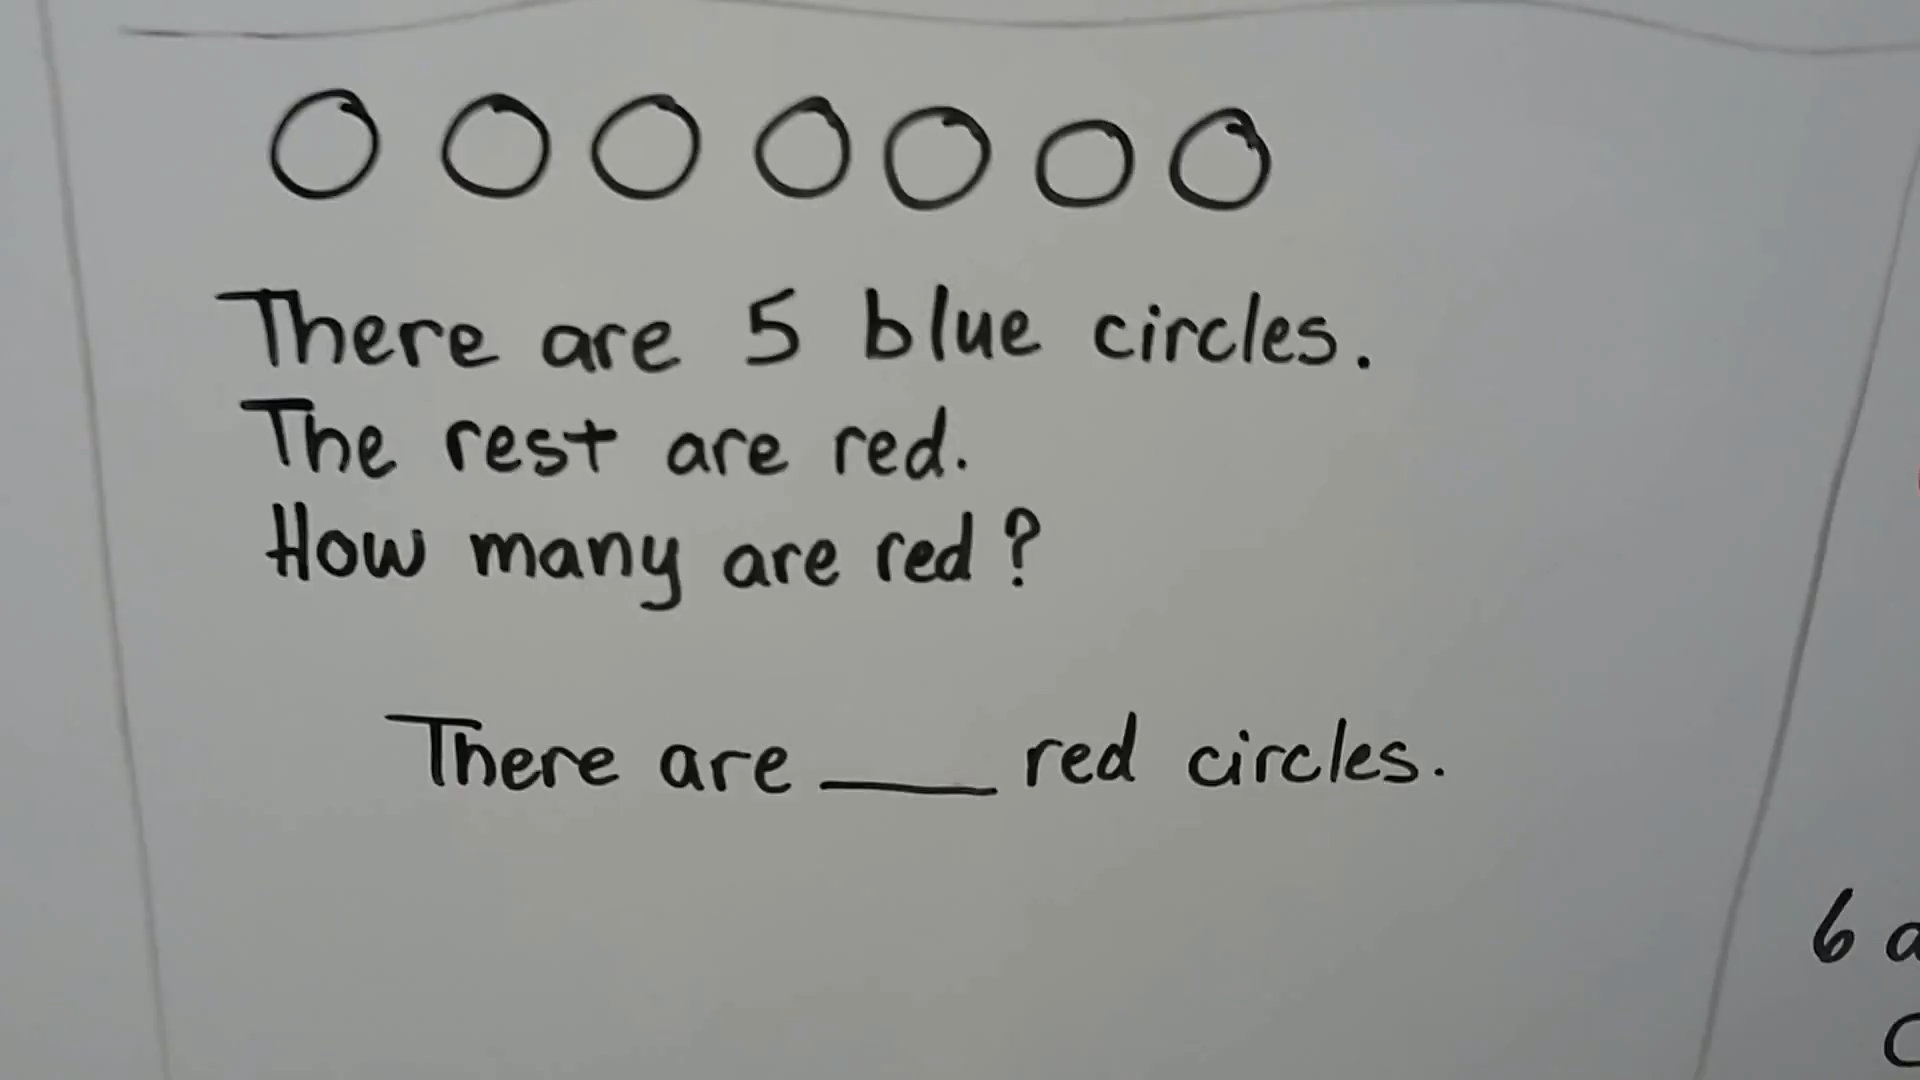 There are 5 blue circles.
The rest are red.
How many are red?
There are ___ red circles.
6